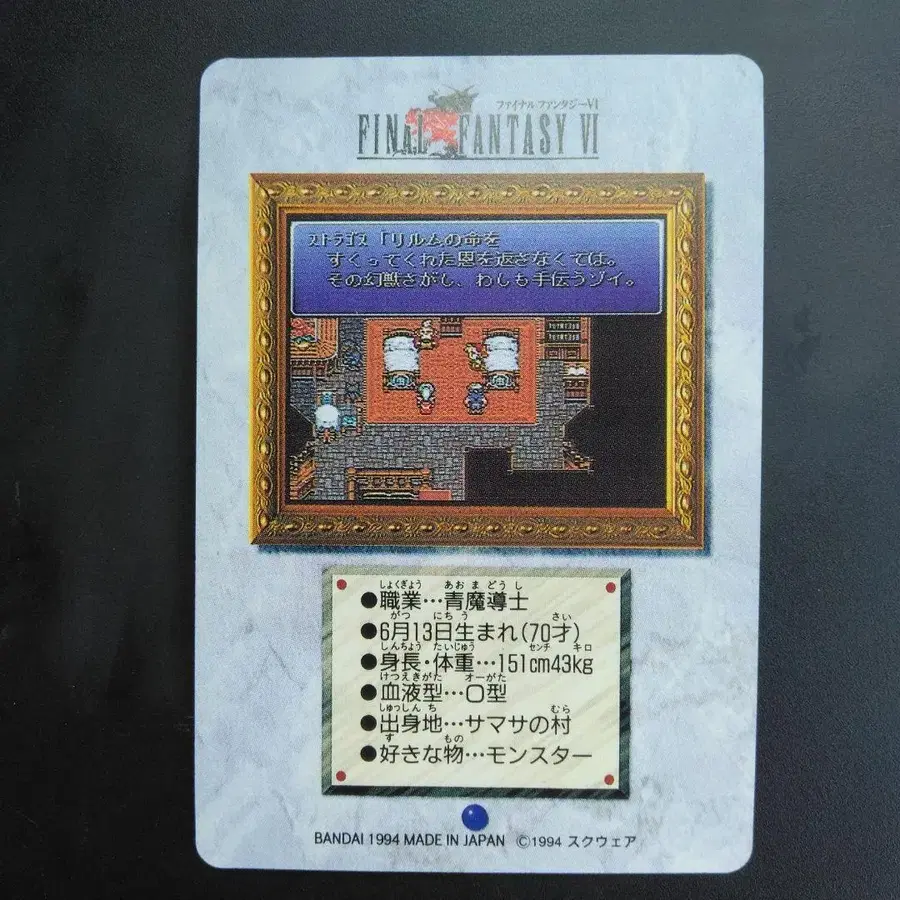 ファイナルファンタジーVI
FINAL FANTASY VI
ストラゴス「リルムの命を
すくってくれた恩を返さなくては。
その幻獣さがし、わしも手伝うゾイ。
しょくぎょう あおまどうし
●職業…青魔導士
がつ にちう さい
●6月13日生まれ(70才)
しんちょう たいじゅう センチ キロ
●身長・体重…151cm43kg
けつえきがた オーがた
●血液型…O型
しゅっしんち むら
●出身地…サマサの村
す もの
●好きな物…モンスター
BANDAI 1994 MADE IN JAPAN ©1994 スクウェア